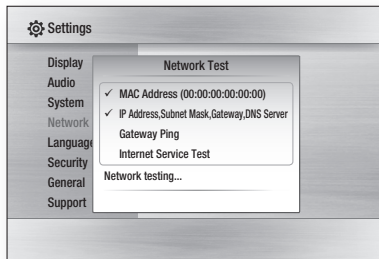 Settings
Display
Audio
System
Network
Language
Security
General
Support
Network Test
✓ MAC Address (00:00:00:00:00:00)
✓ IP Address,Subnet Mask,Gateway,DNS Server
Gateway Ping
Internet Service Test
Network testing...